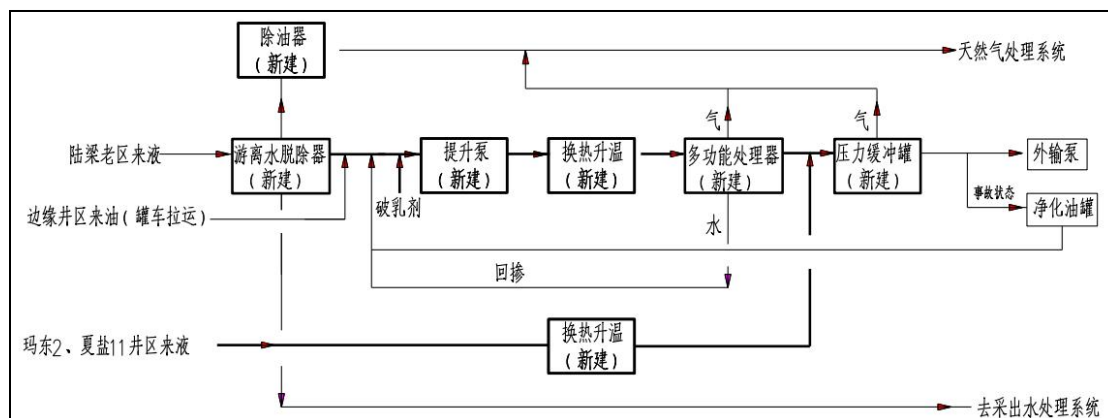 除油器
(新建)
天然气处理系统
气
气
陆梁老区来液
游离水脱除器
(新建)
提升泵
(新建)
换热升温
(新建)
多功能处理器
(新建)
压力缓冲罐
(新建)
外输泵
事故状态
净化油罐
边缘井区来油(罐车拉运)
破乳剂
水
回掺
玛东2、夏盐11井区来液
换热升温
(新建)
去采出水处理系统